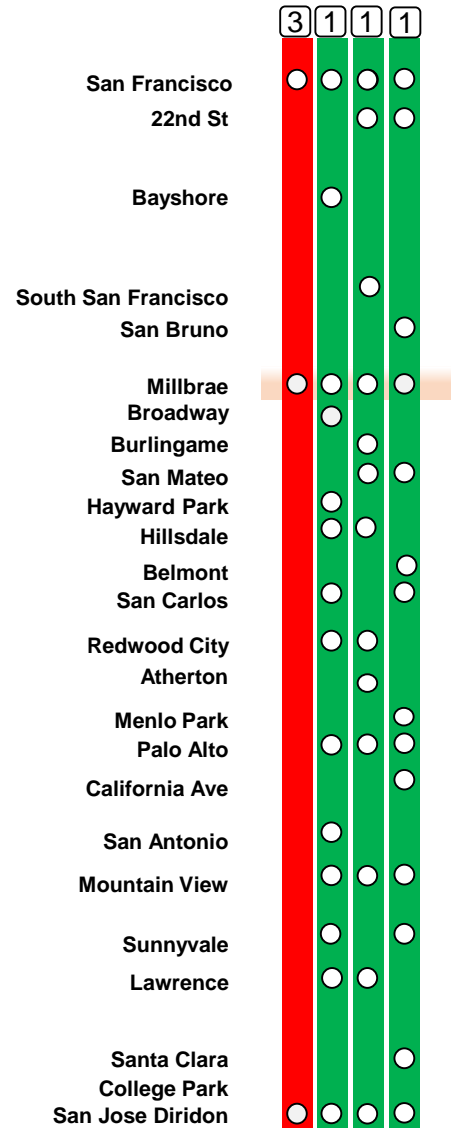 3 1 1 1
San Francisco
22nd St
Bayshore
South San Francisco
San Bruno
Millbrae
Broadway
Burlingame
San Mateo
Hayward Park
Hillsdale
Belmont
San Carlos
Redwood City
Atherton
Menlo Park
Palo Alto
California Ave
San Antonio
Mountain View
Sunnyvale
Lawrence
Santa Clara
College Park
San Jose Diridon